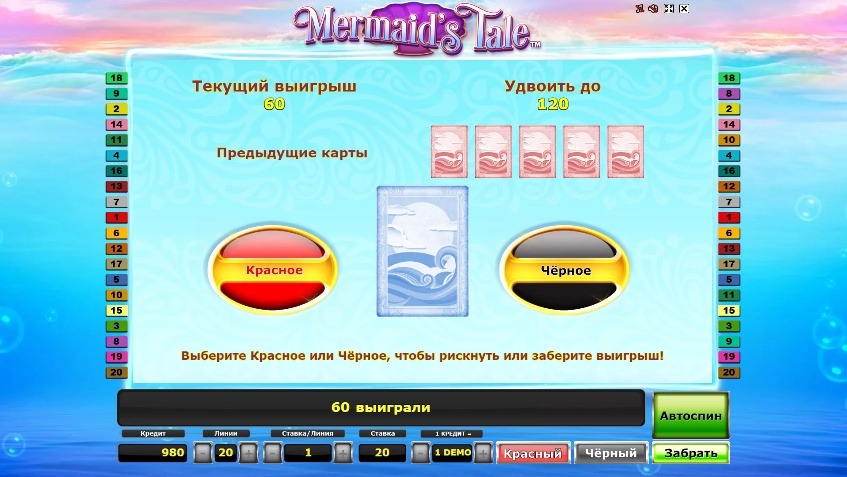 Mermaid's Tale™
Текущий выигрыш
60
Удвоить до
120
Предыдущие карты
18
9
2
14
11
4
16
13
7
1
6
12
17
5
10
15
3
8
19
20
18
8
2
14
10
4
16
12
7
1
6
13
17
5
11
15
3
9
19
20
Красное
Чёрное
Выберите Красное или Чёрное, чтобы рискнуть или заберите выигрыш!
60 выиграли
Автоспин
Кредит
Линии
Ставка/Линия
Ставка
1 КРЕДИТ =
980
- 20 +
- 1 +
20
- 1 DEMO +
Красный
Чёрный
Забрать